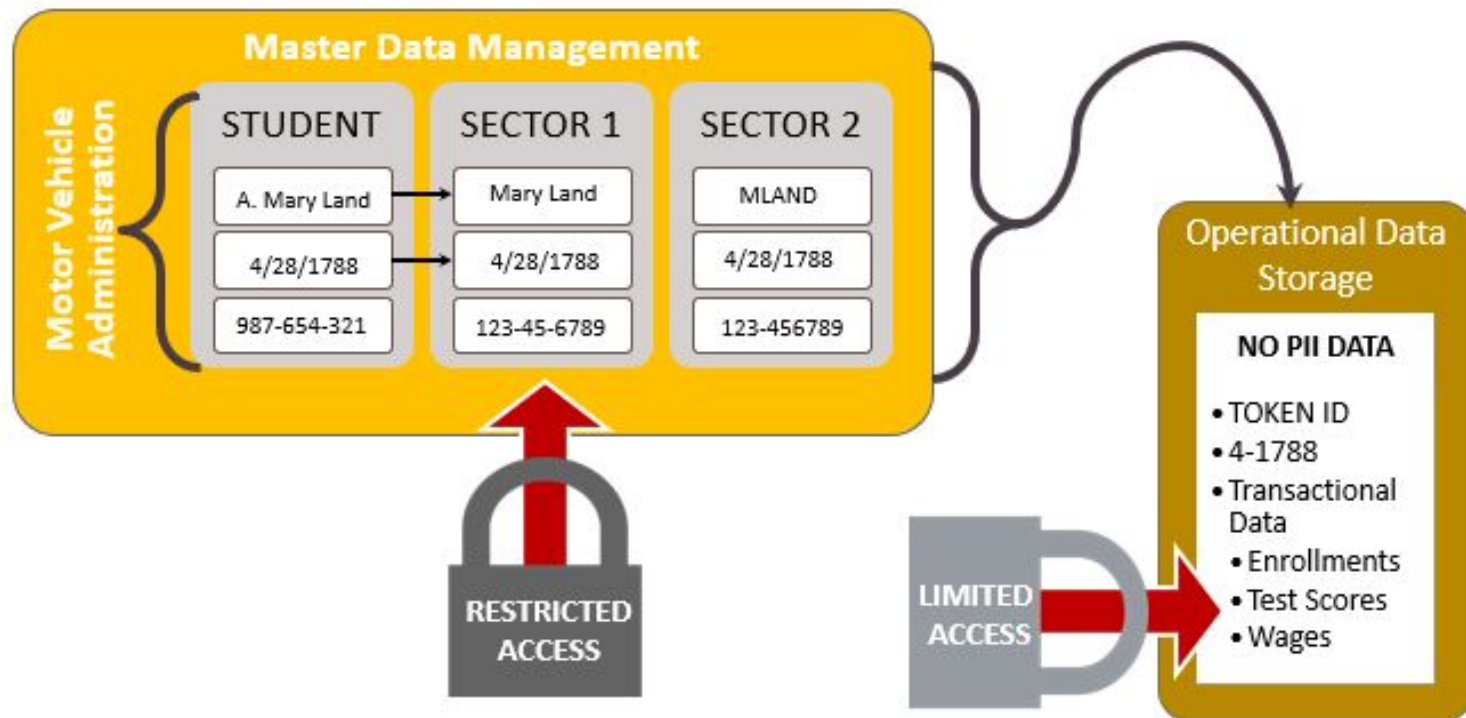 Master Data Management
Motor Vehicle
Administration
STUDENT
A. Mary Land
4/28/1788
987-654-321
SECTOR 1
Mary Land
4/28/1788
123-45-6789
SECTOR 2
MLAND
4/28/1788
123-456789
RESTRICTED
ACCESS
LIMITED
ACCESS
Operational Data
Storage
NO PII DATA
• TOKEN ID
• 4-1788
• Transactional
Data
• Enrollments
• Test Scores
• Wages